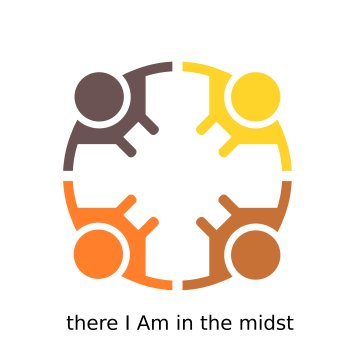 there I Am in the midst